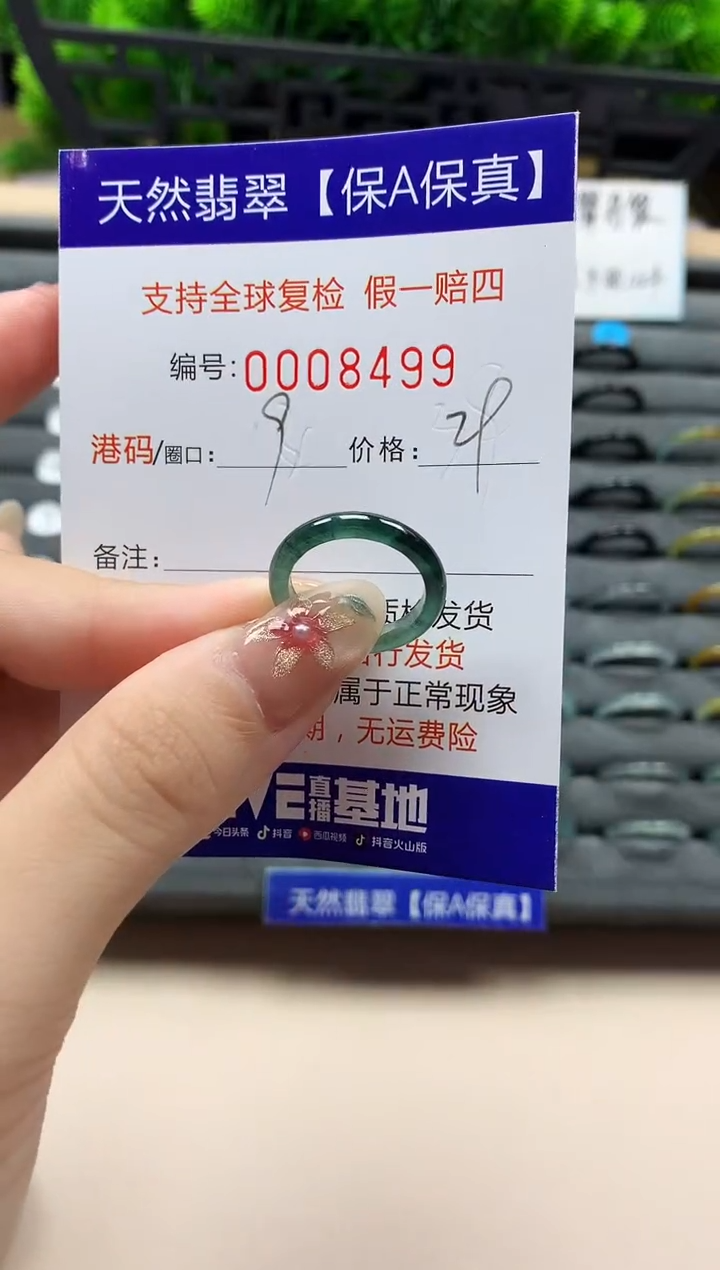 天然翡翠【保A保真】
支持全球复检 假一赔四
编号:0008499
港码/圈口: 9 价格:
备注:
发货
行发货
属于正常现象
期，无运费险
直播基地
今日头条 抖音 西瓜视频 抖音火山版
天然翡翠【保A保真】